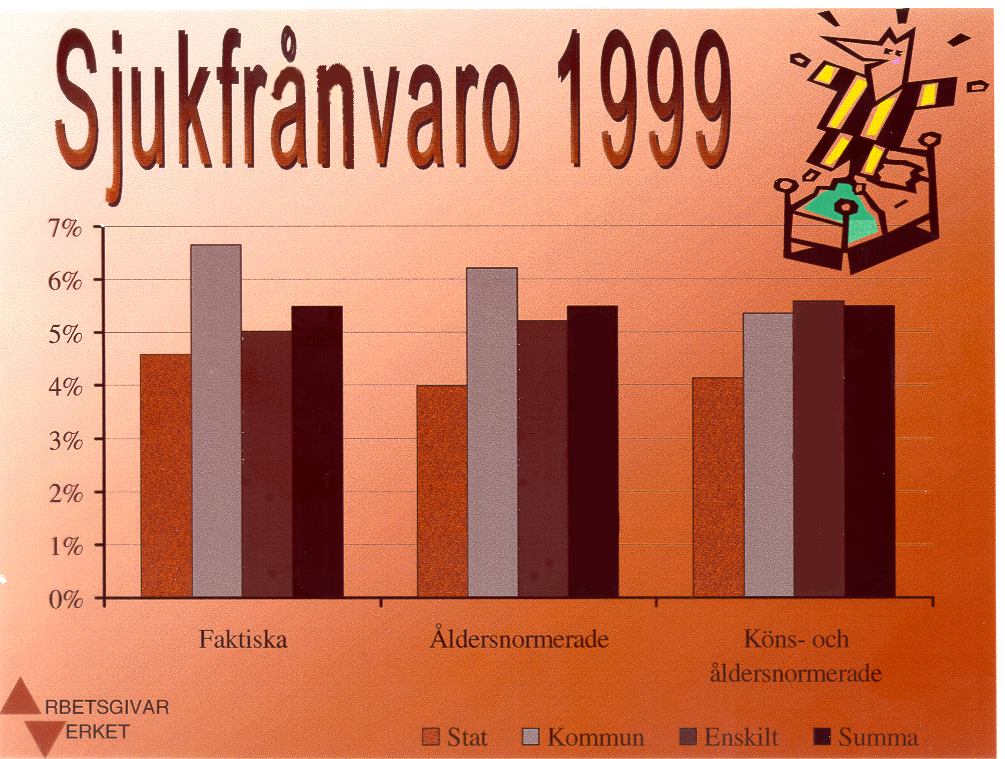 Sjukfrånvaro 1999
7%
6%
5%
4%
3%
2%
1%
0%
Faktiska
Åldersnormerade
Köns- och
åldersnormerade
RBETSGIVAR
ERKET
Stat Kommun Enskilt Summa